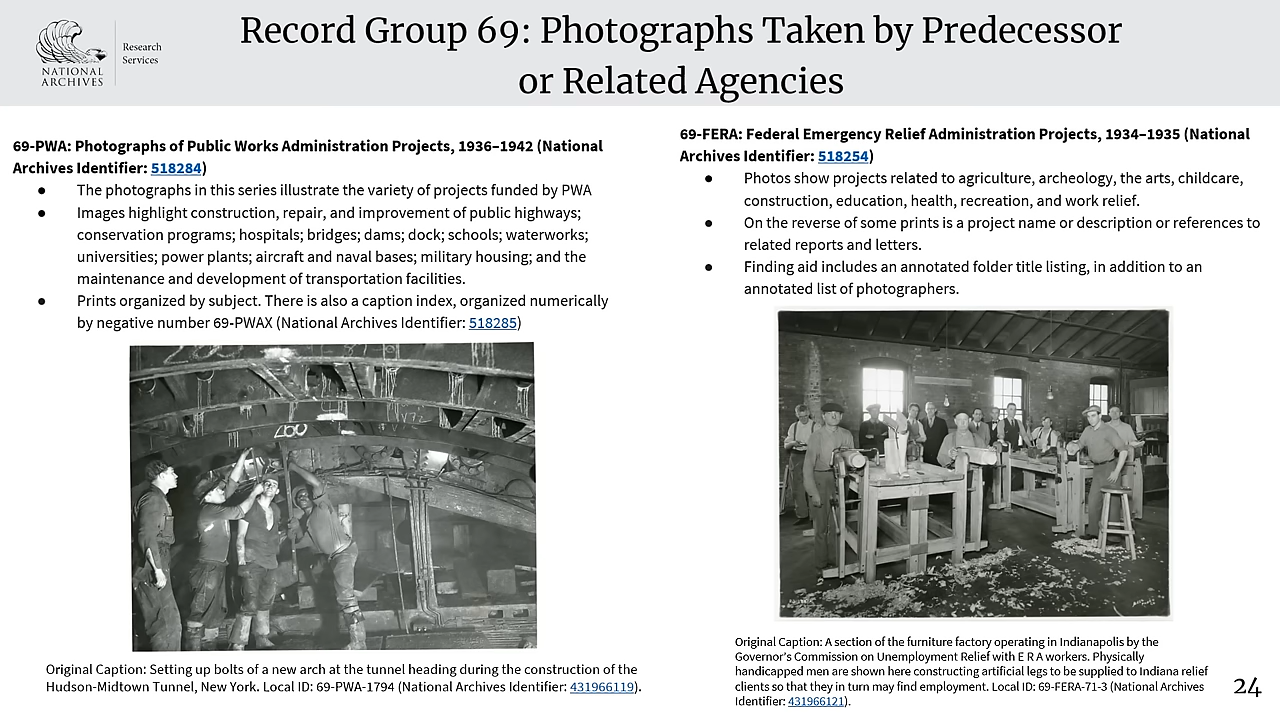 NATIONAL
ARCHIVES
Research
Services
Record Group 69: Photographs Taken by Predecessor
or Related Agencies
69-PWA: Photographs of Public Works Administration Projects, 1936–1942 (National
Archives Identifier: 518284)
● The photographs in this series illustrate the variety of projects funded by PWA
● Images highlight construction, repair, and improvement of public highways;
conservation programs; hospitals; bridges; dams; dock; schools; waterworks;
universities; power plants; aircraft and naval bases; military housing; and the
maintenance and development of transportation facilities.
● Prints organized by subject. There is also a caption index, organized numerically
by negative number 69-PWAX (National Archives Identifier: 518285)
Original Caption: Setting up bolts of a new arch at the tunnel heading during the construction of the
Hudson-Midtown Tunnel, New York. Local ID: 69-PWA-1794 (National Archives Identifier: 431966119).
69-FERA: Federal Emergency Relief Administration Projects, 1934–1935 (National
Archives Identifier: 518254)
● Photos show projects related to agriculture, archeology, the arts, childcare,
construction, education, health, recreation, and work relief.
● On the reverse of some prints is a project name or description or references to
related reports and letters.
● Finding aid includes an annotated folder title listing, in addition to an
annotated list of photographers.
Original Caption: A section of the furniture factory operating in Indianapolis by the
Governor's Commission on Unemployment Relief with E R A workers. Physically
handicapped men are shown here constructing artificial legs to be supplied to Indiana relief
clients so that they in turn may find employment. Local ID: 69-FERA-71-3 (National Archives
Identifier: 431966121).
24